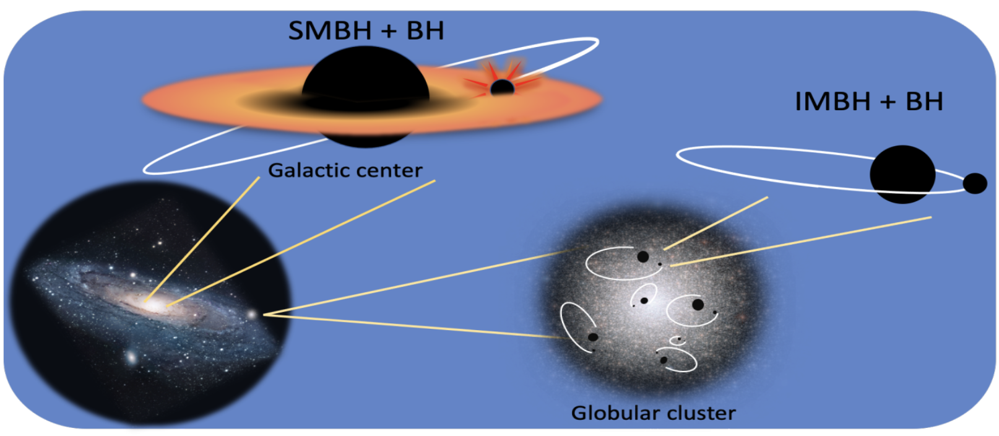 SMBH + BH
IMBH + BH
Galactic center
Globular cluster